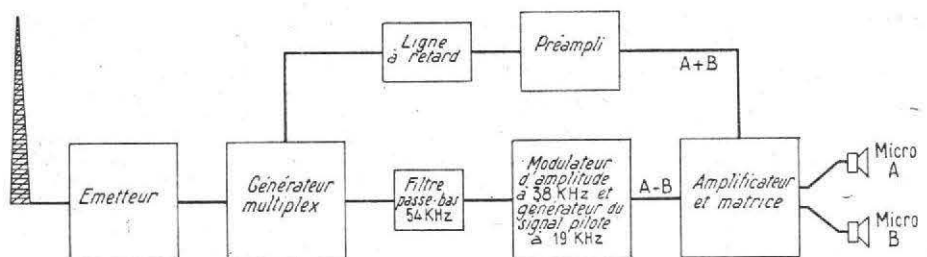 Ligne
à retard
Préampli
A+B
Emetteur
Générateur
multiplex
Filtre
passe-bas
54 KHz
Modulateur
d'amplitude
à 38 KHz et
générateur du
signal pilote
à 19 KHz
A-B
Amplificateur
et matrice
Micro
A
Micro
B